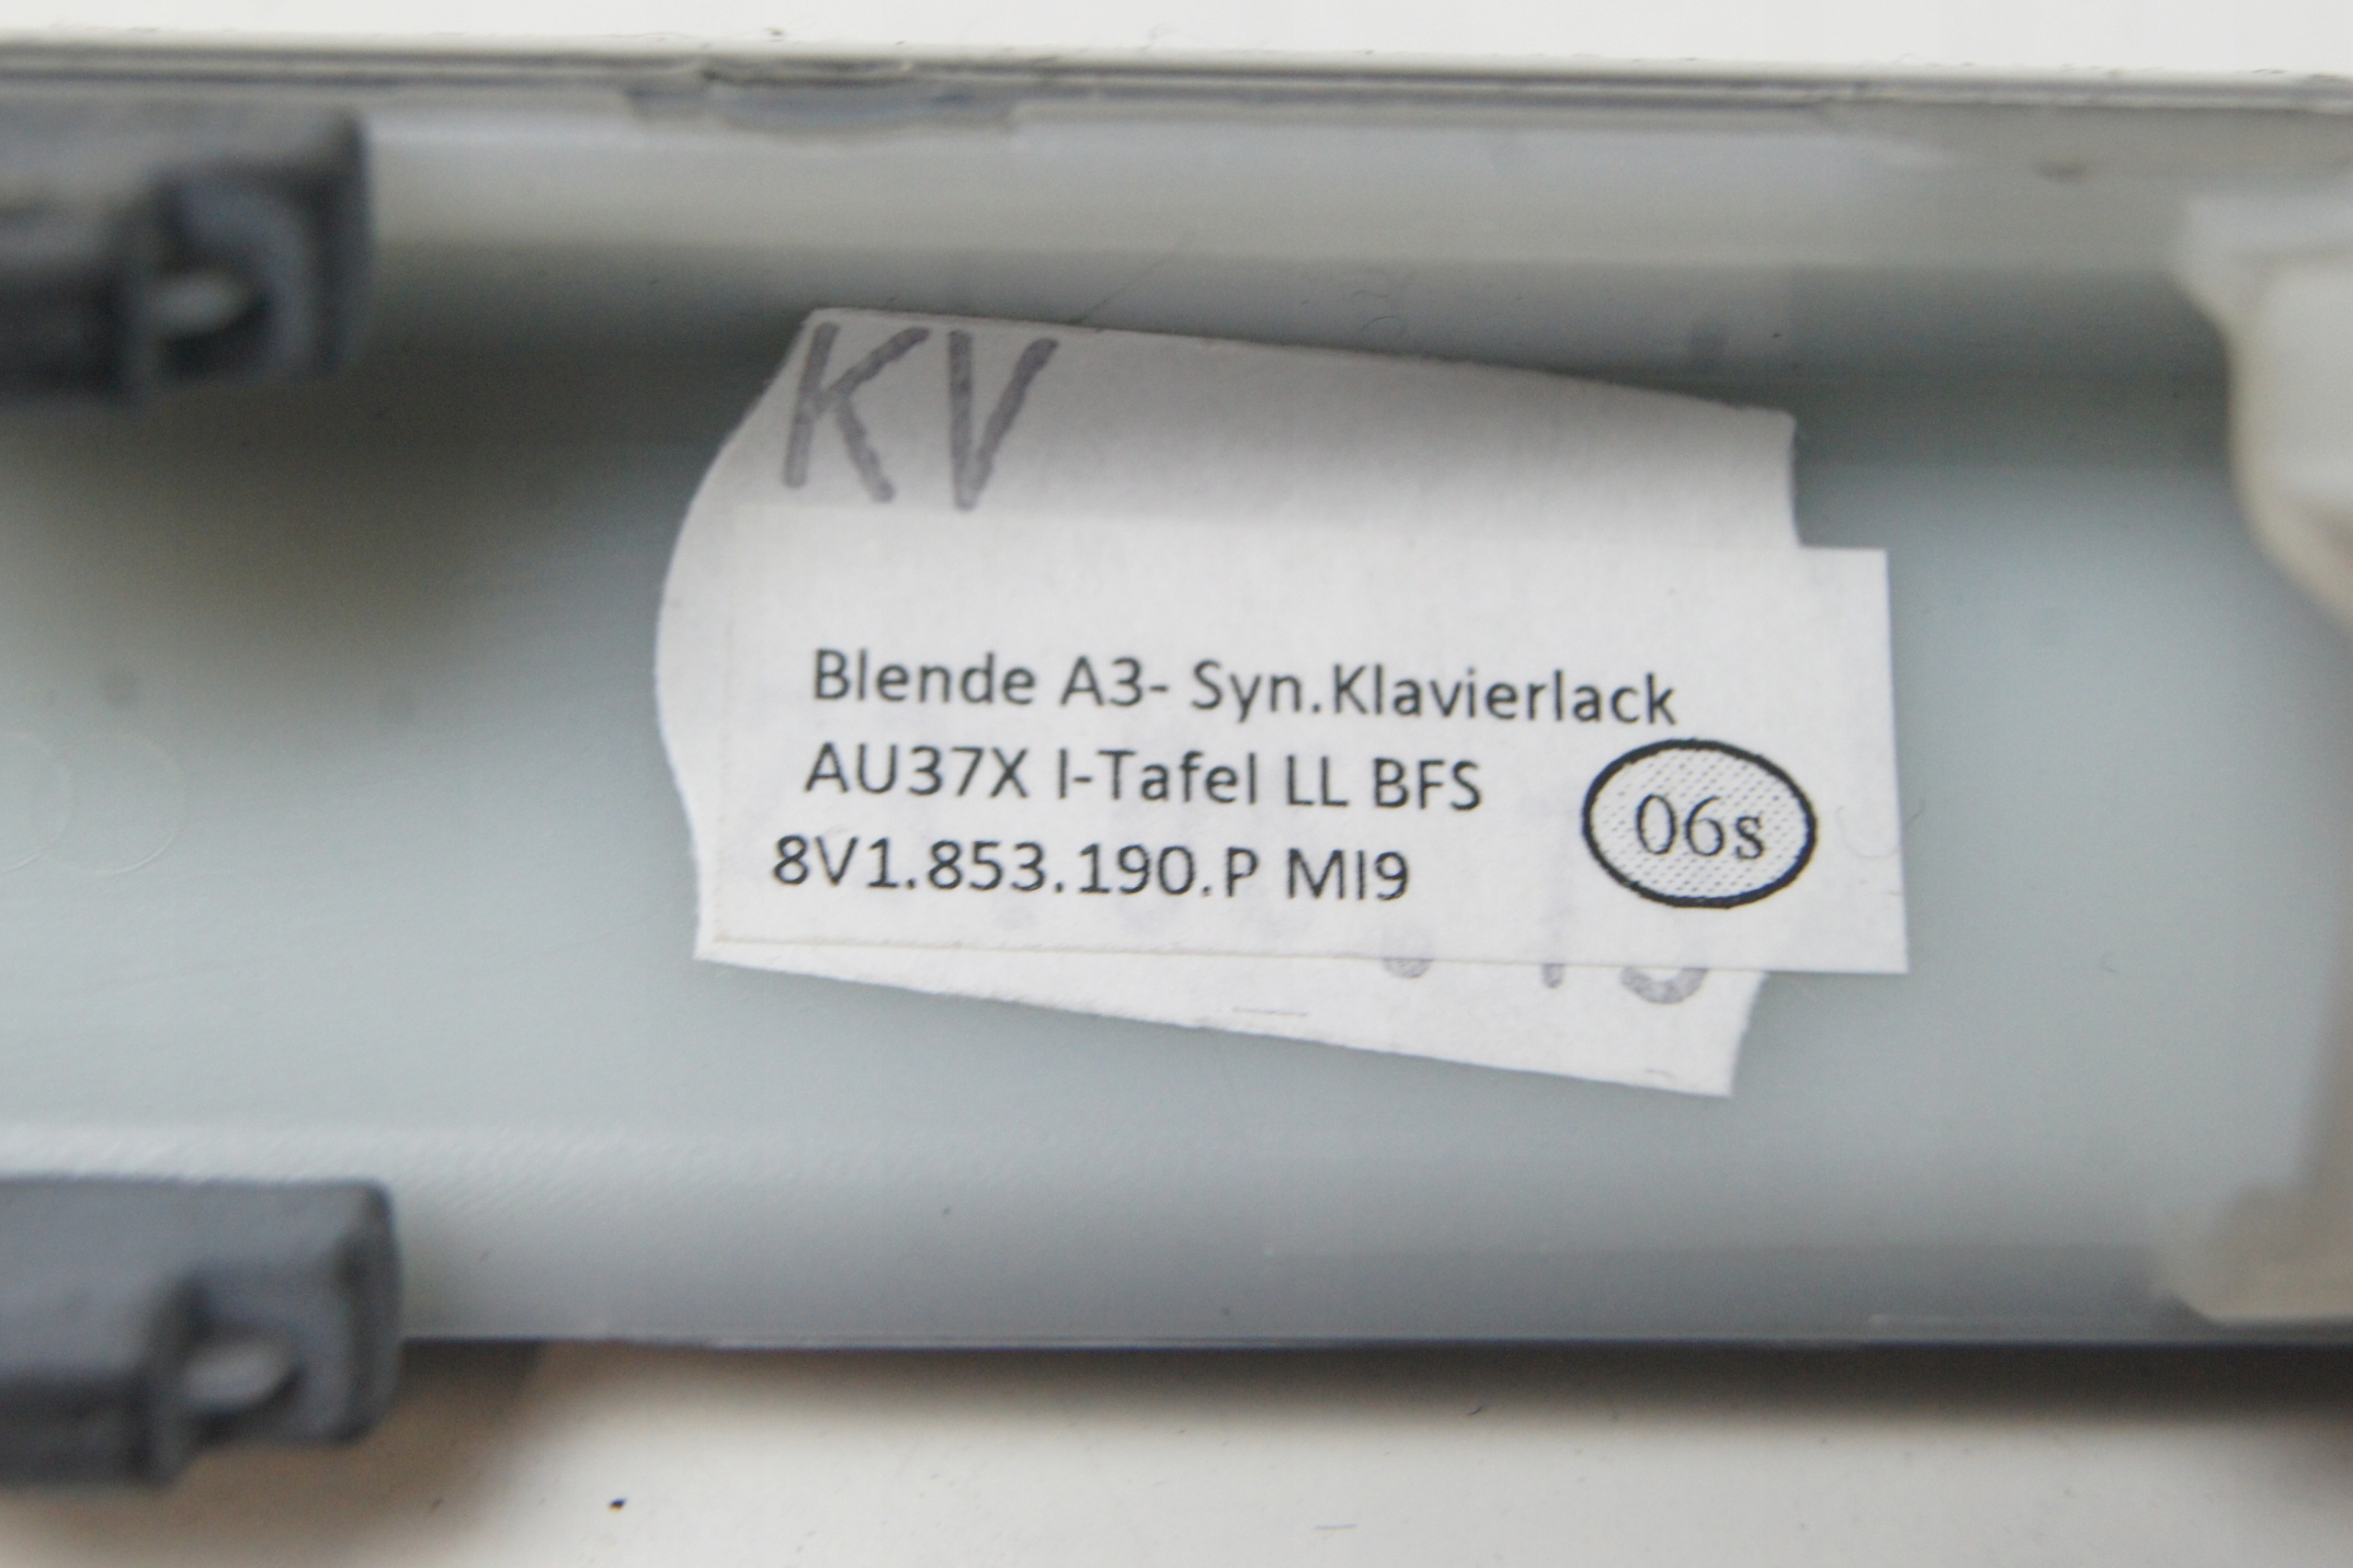 KV
Blende A3- Syn.Klavierlack
AU37X I-Tafel LL BFS
06s
8V1.853.190.P MI9